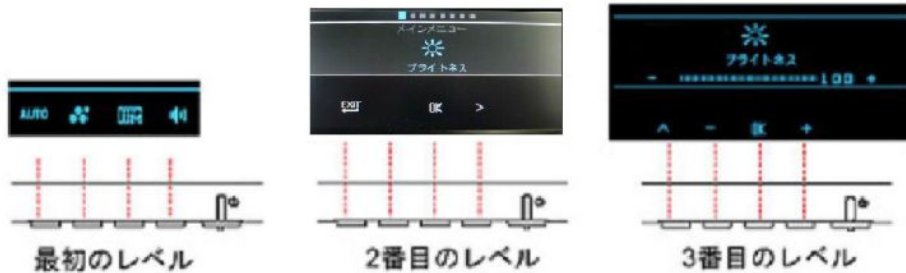 AUTO
最初のレベル
メインメニュー
ブライトネス
EXIT
OK >
2番目のレベル
ブライトネス
- 100 +
^ - OK +
3番目のレベル